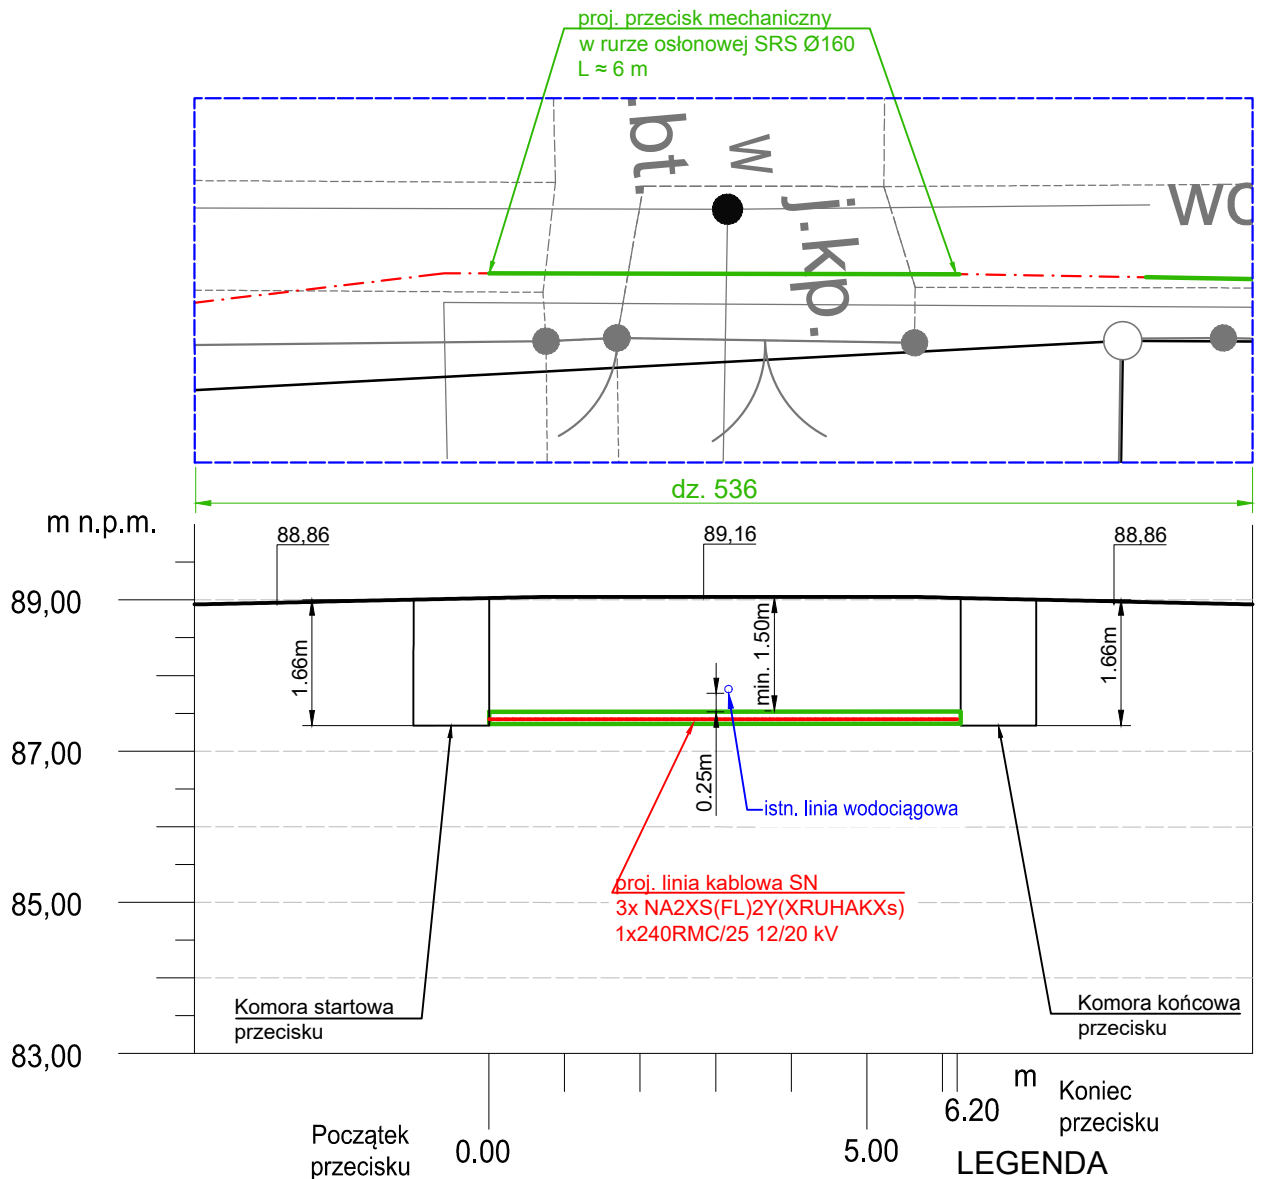 proj. przecisk mechaniczny
w rurze osłonowej SRS Ø160
L ≈ 6 m
.bt.
w
j.kp.
wo
dz. 536
m n.p.m.
88,86
89,16
88,86
89,00
1.66m
min. 1.50m
1.66m
87,00
0.25m
istn. linia wodociągowa
proj. linia kablowa SN
3x NA2XS(FL)2Y(XRUHAKXs)
1x240RMC/25 12/20 kV
85,00
Komora startowa
przecisku
Komora końcowa
przecisku
83,00
m
Koniec
przecisku
6.20
Początek
przecisku
0.00
5.00
LEGENDA